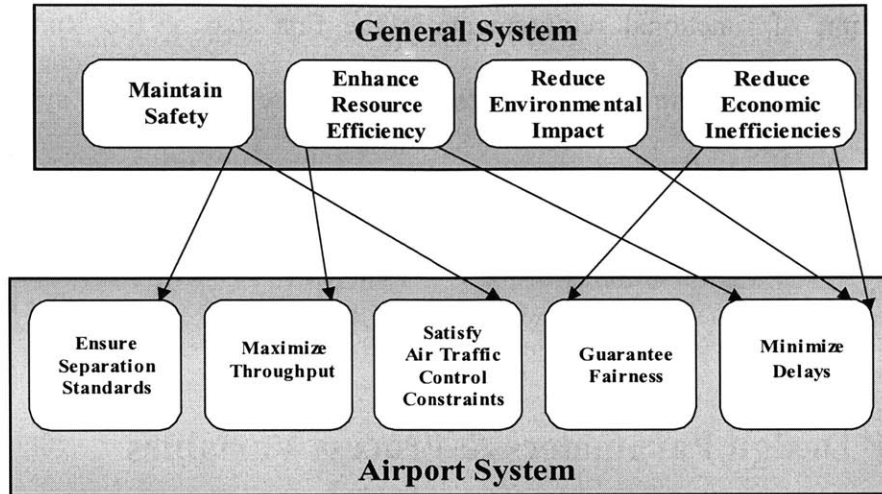 General System
Maintain
Safety
Enhance
Resource
Efficiency
Reduce
Environmental
Impact
Reduce
Economic
Inefficiencies
Ensure
Separation
Standards
Maximize
Throughput
Satisfy
Air Traffic
Control
Constraints
Guarantee
Fairness
Minimize
Delays
Airport System